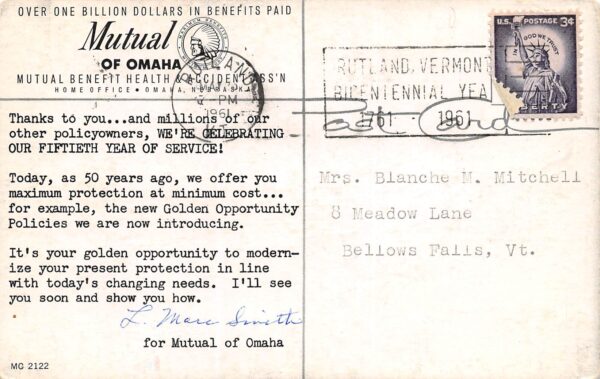 OVER ONE BILLION DOLLARS IN BENEFITS PAID
Mutual
OF OMAHA
MUTUAL BENEFIT HEALTH & ACCIDENT ASS'N
HOME OFFICE • OMAHA, NEBRASKA
Thanks to you...and millions of our
other policyowners, WE'RE CELEBRATING
OUR FIFTIETH YEAR OF SERVICE!
Today, as 50 years ago, we offer you
maximum protection at minimum cost...
for example, the new Golden Opportunity
Policies we are now introducing.
It's your golden opportunity to modern-
ize your present protection in line
with today's changing needs. I'll see
you soon and show you how.
L. Marc Smith
for Mutual of Omaha
MC 2122
PM
1961
RUTLAND, VERMONT
BICENTENNIAL YEA
1761 1961
U.S. POSTAGE 3¢
IN GOD WE TRUST
LIBERTY
Post Card
Mrs. Blanche M. Mitchell
8 Meadow Lane
Bellows Falls, Vt.